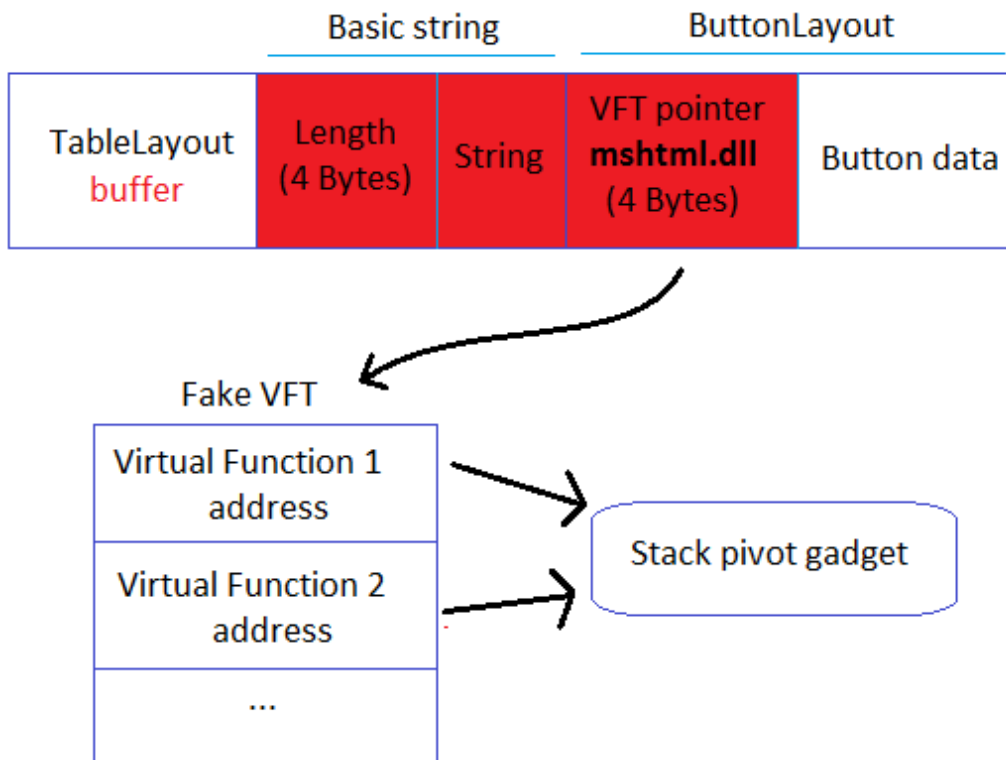 Basic string
ButtonLayout
TableLayout
buffer
Length
(4 Bytes)
String
VFT pointer
mshtml.dll
(4 Bytes)
Button data
Fake VFT
Virtual Function 1
address
Virtual Function 2
address
...
Stack pivot gadget